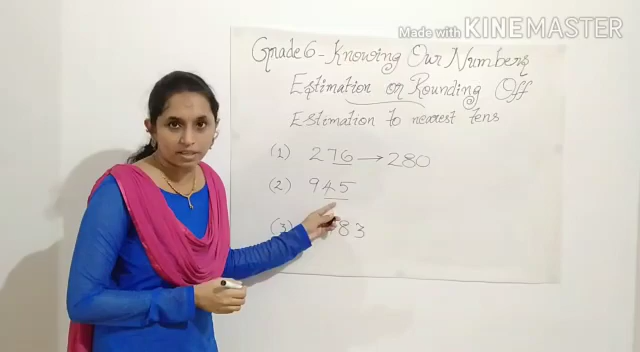 Made with KINEMASTER
Grade 6 - Knowing Our Numbers
Estimation or Rounding Off
Estimation to nearest tens
(1) 276 → 280
(2) 945
(3) 83